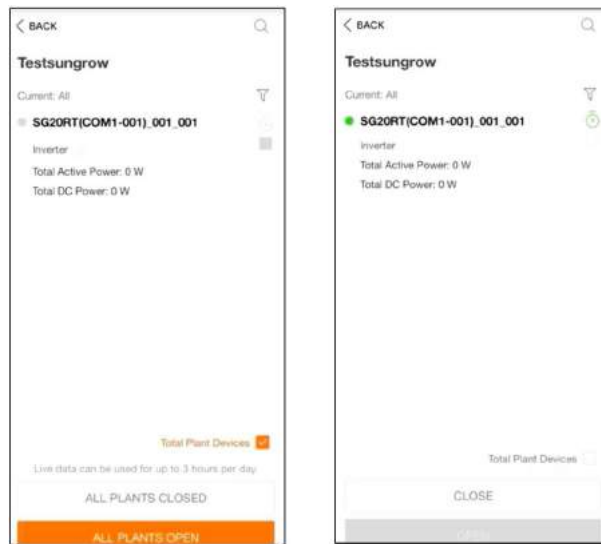 BACK
Testsungrow
Current: All
SG20RT(COM1-001)_001_001
Inverter
Total Active Power: 0 W
Total DC Power: 0 W
Total Plant Devices
Live data can be used for up to 3 hours per day.
ALL PLANTS CLOSED
ALL PLANTS OPEN
BACK
Testsungrow
Current: All
SG20RT(COM1-001)_001_001
Inverter
Total Active Power: 0 W
Total DC Power: 0 W
Total Plant Devices
CLOSE
OPEN